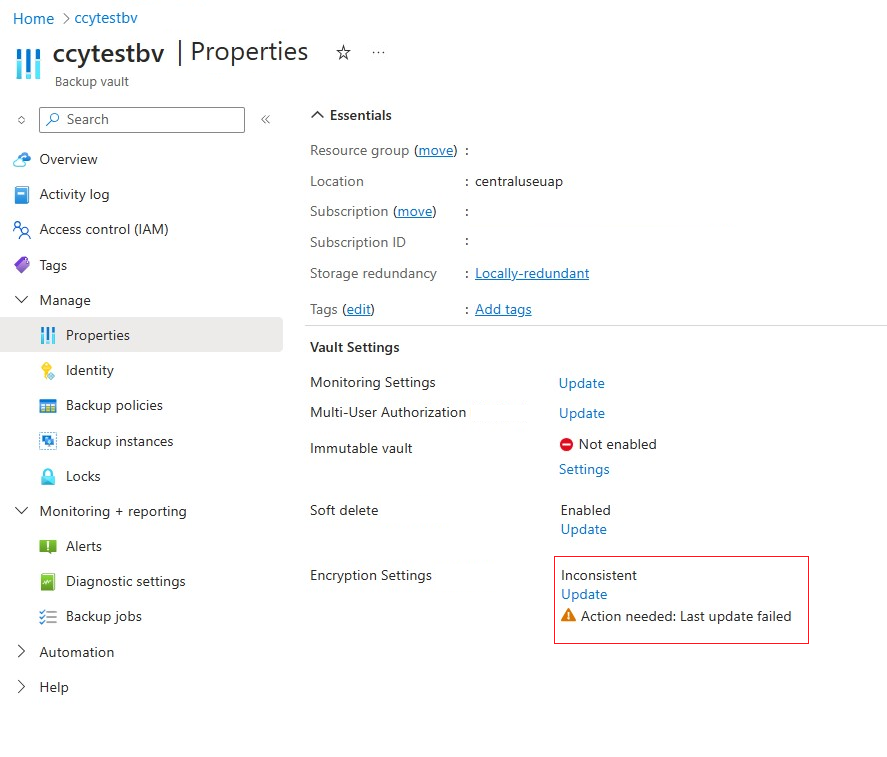 Home > ccytestbv
ccytestbv | Properties ☆ ...
Backup vault
Search «
Overview
Activity log
Access control (IAM)
Tags
Manage
Properties
Identity
Backup policies
Backup instances
Locks
Monitoring + reporting
Alerts
Diagnostic settings
Backup jobs
Automation
Help
Essentials
Resource group (move) :
Location : centraluseuap
Subscription (move) :
Subscription ID :
Storage redundancy : Locally-redundant
Tags (edit) : Add tags
Vault Settings
Monitoring Settings Update
Multi-User Authorization Update
Immutable vault Not enabled
Settings
Soft delete Enabled
Update
Encryption Settings Inconsistent
Update
Action needed: Last update failed